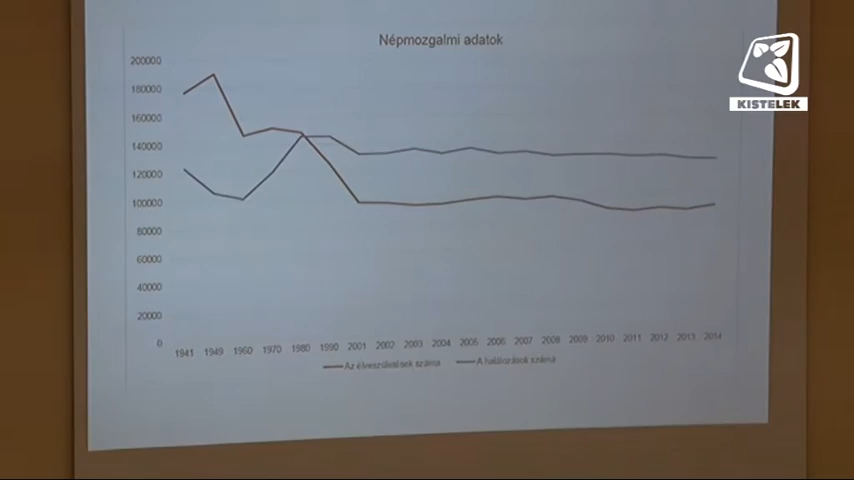 Népmozgalmi adatok
KISTELEK
200000
180000
160000
140000
120000
100000
80000
60000
40000
20000
0
1941 1949 1960 1970 1980 1990 2001 2002 2003 2004 2005 2006 2007 2008 2009 2010 2011 2012 2013 2014
Az élveszületések száma A halálozások száma